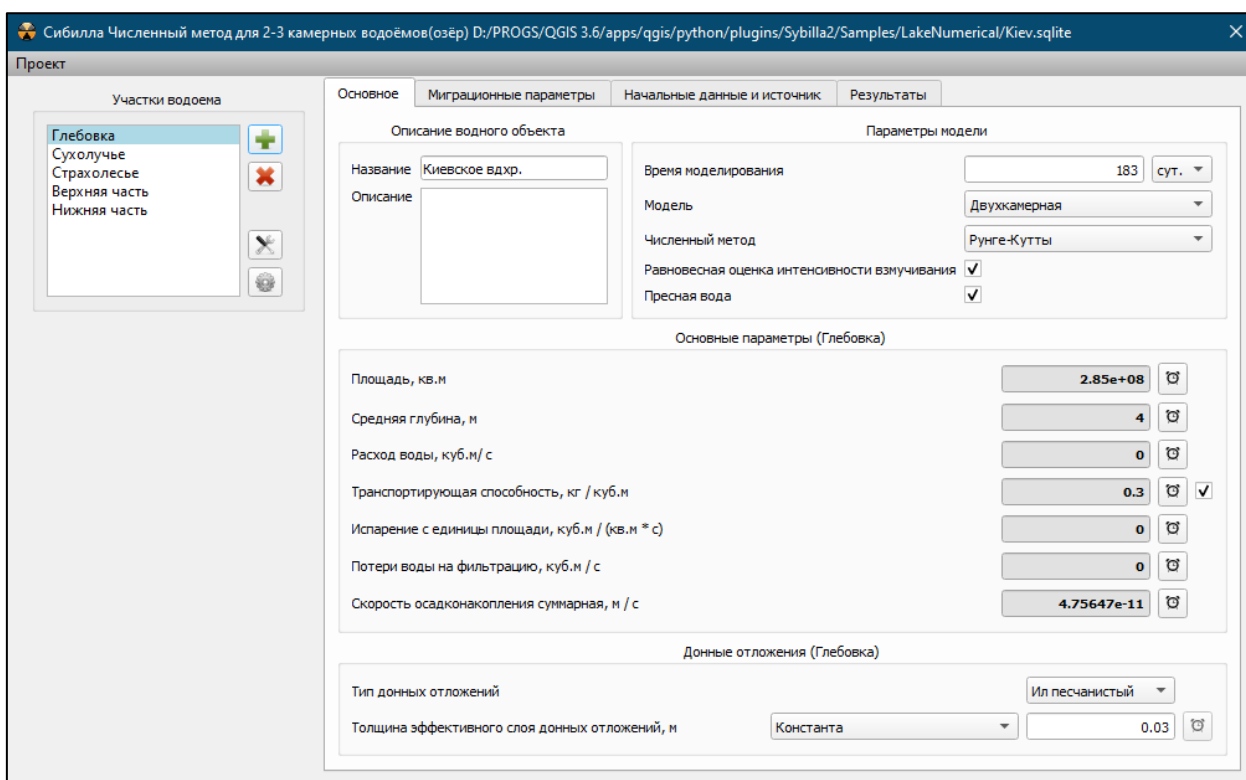 Сибилла Численный метод для 2-3 камерных водоёмов(озёр) D:/PROGS/QGIS 3.6/apps/qgis/python/plugins/Sybilla2/Samples/LakeNumerical/Kiev.sqlite
Проект
Участки водоема
Глебовка
Сухолучье
Страхолесье
Верхняя часть
Нижняя часть
Основное Миграционные параметры Начальные данные и источник Результаты
Описание водного объекта
Название Киевское вдхр.
Описание
Параметры модели
Время моделирования 183 сут.
Модель Двухкамерная
Численный метод Рунге-Кутты
Равновесная оценка интенсивности взмучивания
Пресная вода
Основные параметры (Глебовка)
Площадь, кв.м 2.85e+08
Средняя глубина, м 4
Расход воды, куб.м/ с 0
Транспортирующая способность, кг / куб.м 0.3
Испарение с единицы площади, куб.м / (кв.м * с) 0
Потери воды на фильтрацию, куб.м / с 0
Скорость осадконакопления суммарная, м / с 4.75647e-11
Донные отложения (Глебовка)
Тип донных отложений Ил песчанистый
Толщина эффективного слоя донных отложений, м Константа 0.03